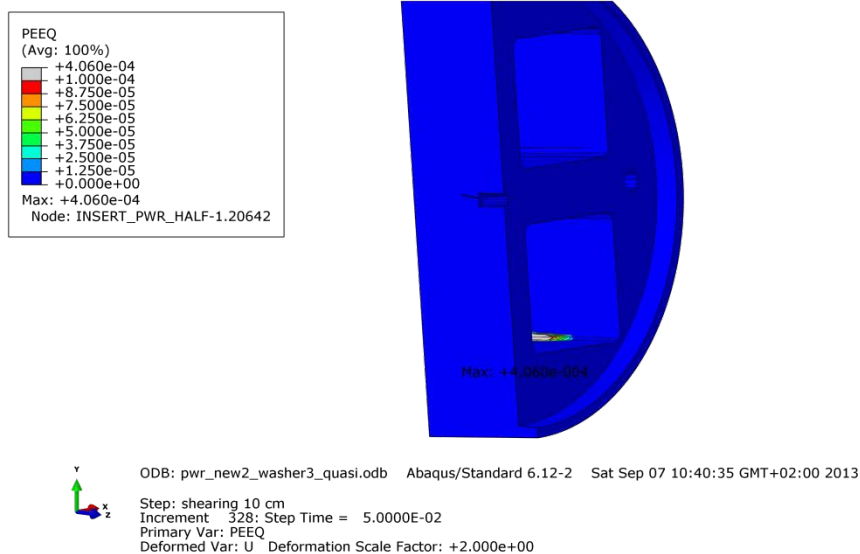 PEEQ
(Avg: 100%)
+4.060e-04
+1.000e-04
+8.750e-05
+7.500e-05
+6.250e-05
+5.000e-05
+3.750e-05
+2.500e-05
+1.250e-05
+0.000e+00
Max: +4.060e-04
Node: INSERT_PWR_HALF-1.20642
Max: +4.060e-004
Y
X
Z
ODB: pwr_new2_washer3_quasi.odb Abaqus/Standard 6.12-2 Sat Sep 07 10:40:35 GMT+02:00 2013
Step: shearing 10 cm
Increment 328: Step Time = 5.0000E-02
Primary Var: PEEQ
Deformed Var: U Deformation Scale Factor: +2.000e+00